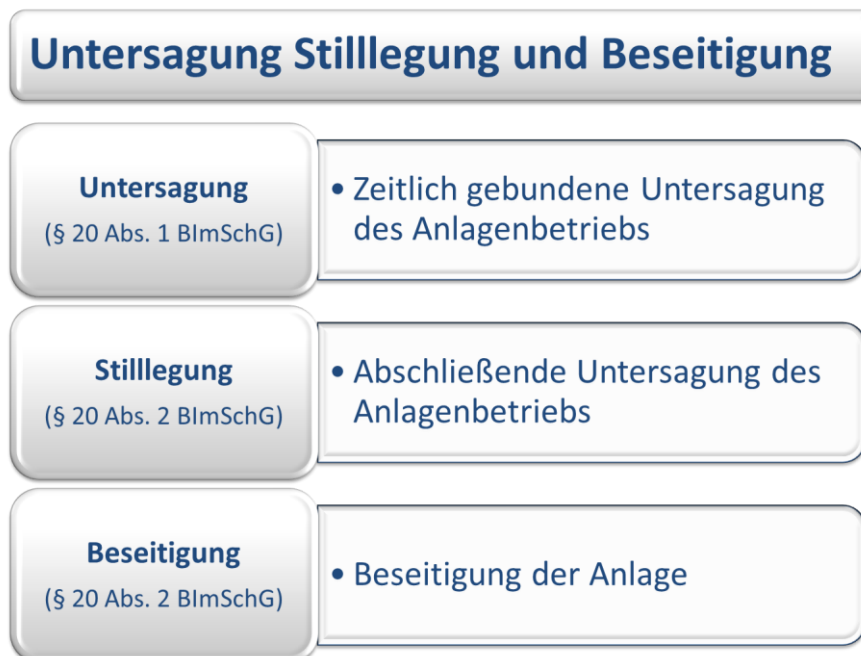 Untersagung Stilllegung und Beseitigung
Untersagung
(§ 20 Abs. 1 BImSchG)
• Zeitlich gebundene Untersagung
des Anlagenbetriebs
Stilllegung
(§ 20 Abs. 2 BImSchG)
• Abschließende Untersagung des
Anlagenbetriebs
Beseitigung
(§ 20 Abs. 2 BImSchG)
• Beseitigung der Anlage